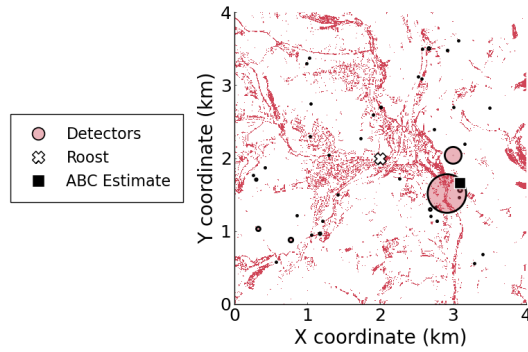 Detectors
Roost
ABC Estimate
Y coordinate (km)
4
3
2
1
0
0 1 2 3 4
X coordinate (km)